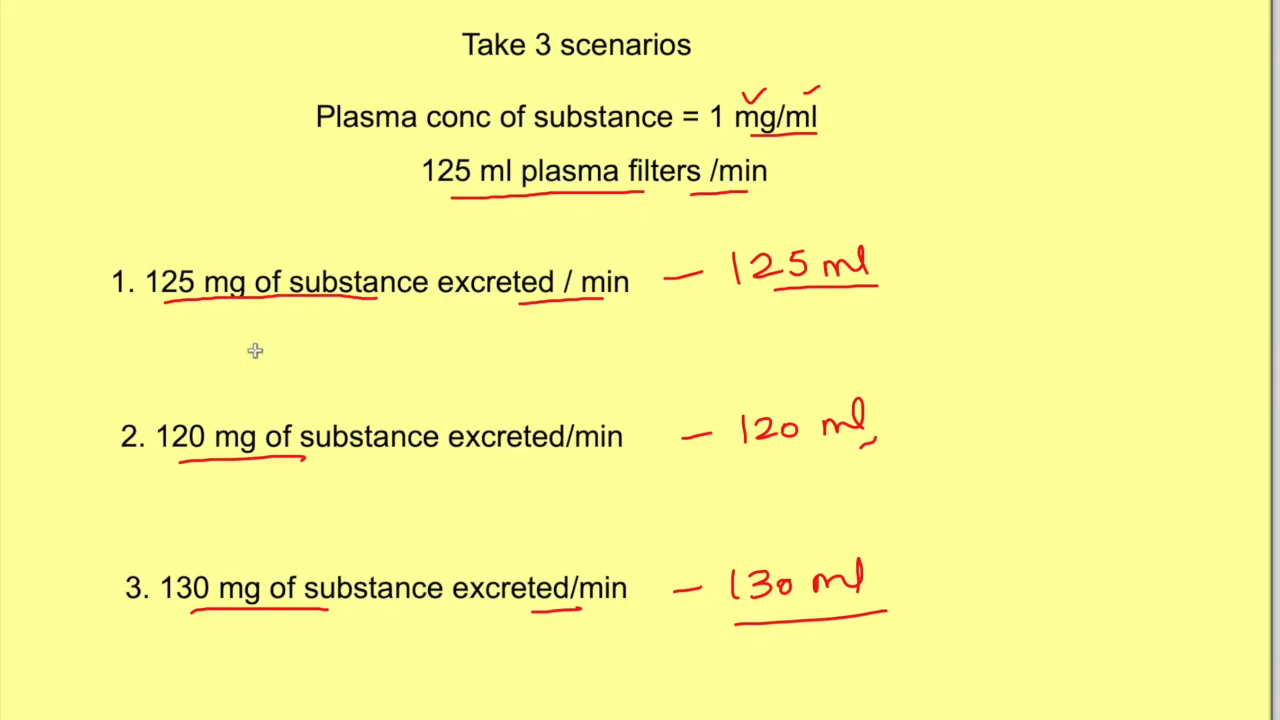 Take 3 scenarios
Plasma conc of substance = 1 mg/ml
125 ml plasma filters /min
1. 125 mg of substance excreted / min – 125 ml
2. 120 mg of substance excreted/min – 120 ml
3. 130 mg of substance excreted/min – 130 ml